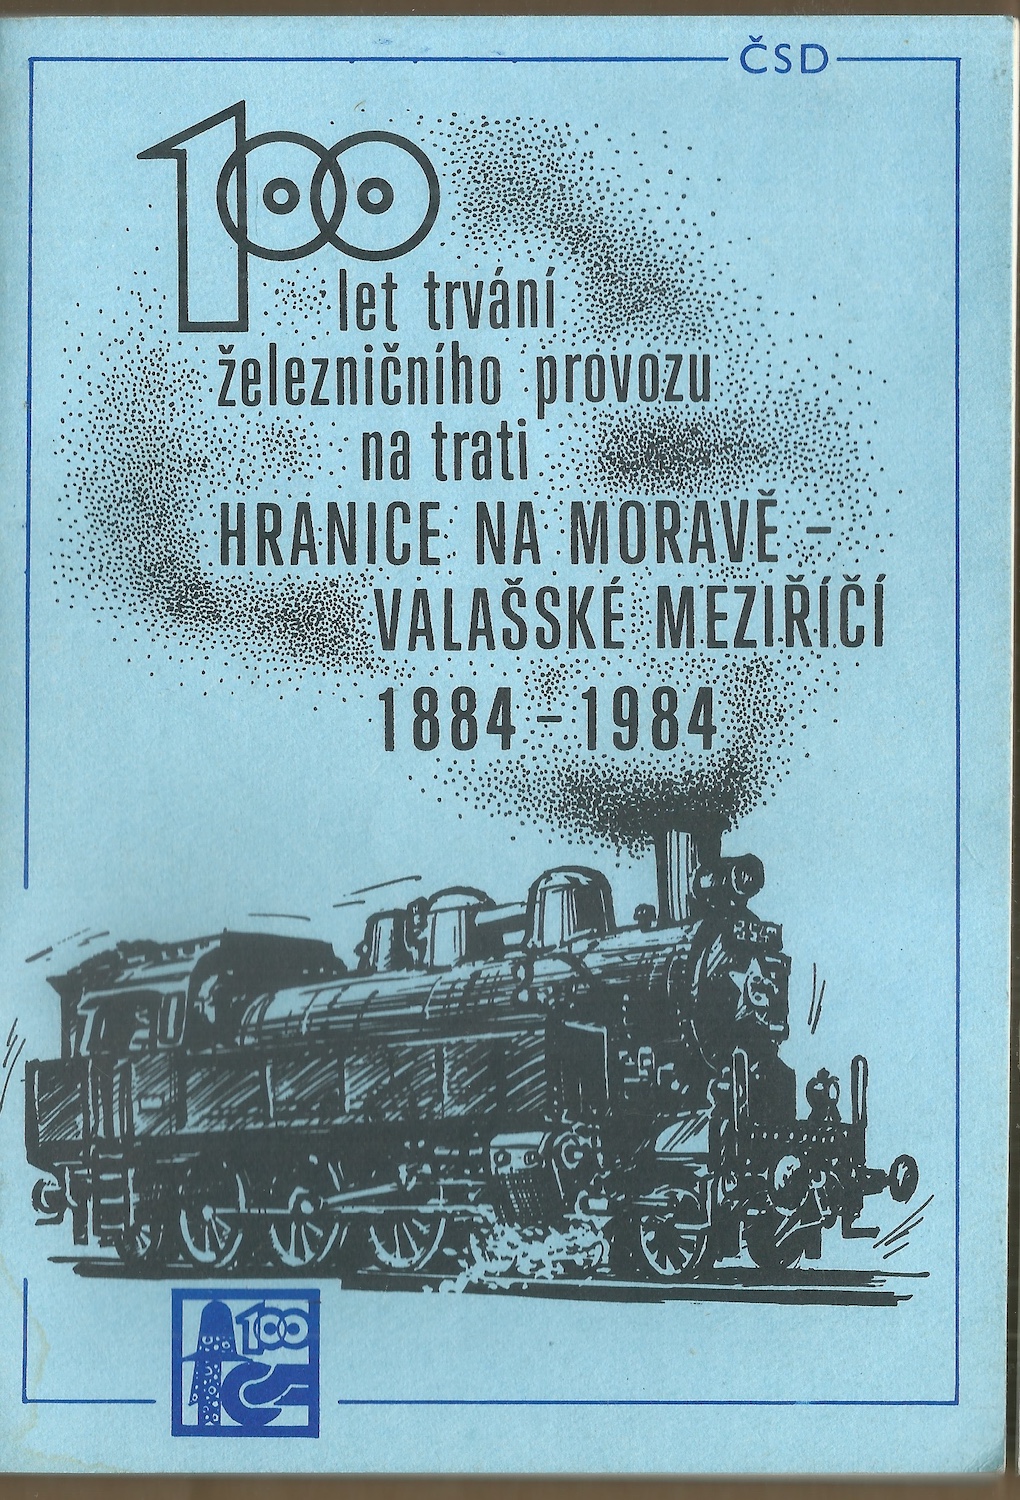 ČSD
100
let trvání
železničního provozu
na trati
HRANICE NA MORAVĚ –
VALAŠSKÉ MEZIŘÍČÍ
1884 – 1984
100